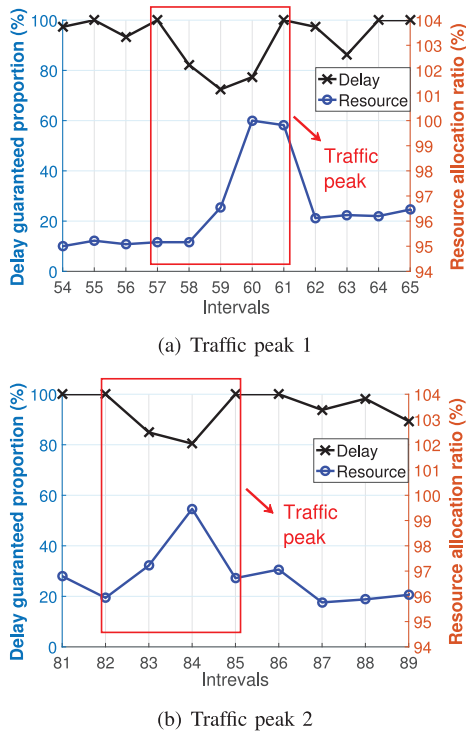 Delay guaranteed proportion (%)
100
80
60
40
20
0
104
103
102
101
100
99
98
97
96
95
94
Resource allocation ratio (%)
Delay
Resource
Traffic
peak
54 55 56 57 58 59 60 61 62 63 64 65
Intervals
(a) Traffic peak 1
Delay guaranteed proportion (%)
100
80
60
40
20
0
104
103
102
101
100
99
98
97
96
95
94
Resource allocation ratio (%)
Delay
Resource
Traffic
peak
81 82 83 84 85 86 87 88 89
Intrevals
(b) Traffic peak 2